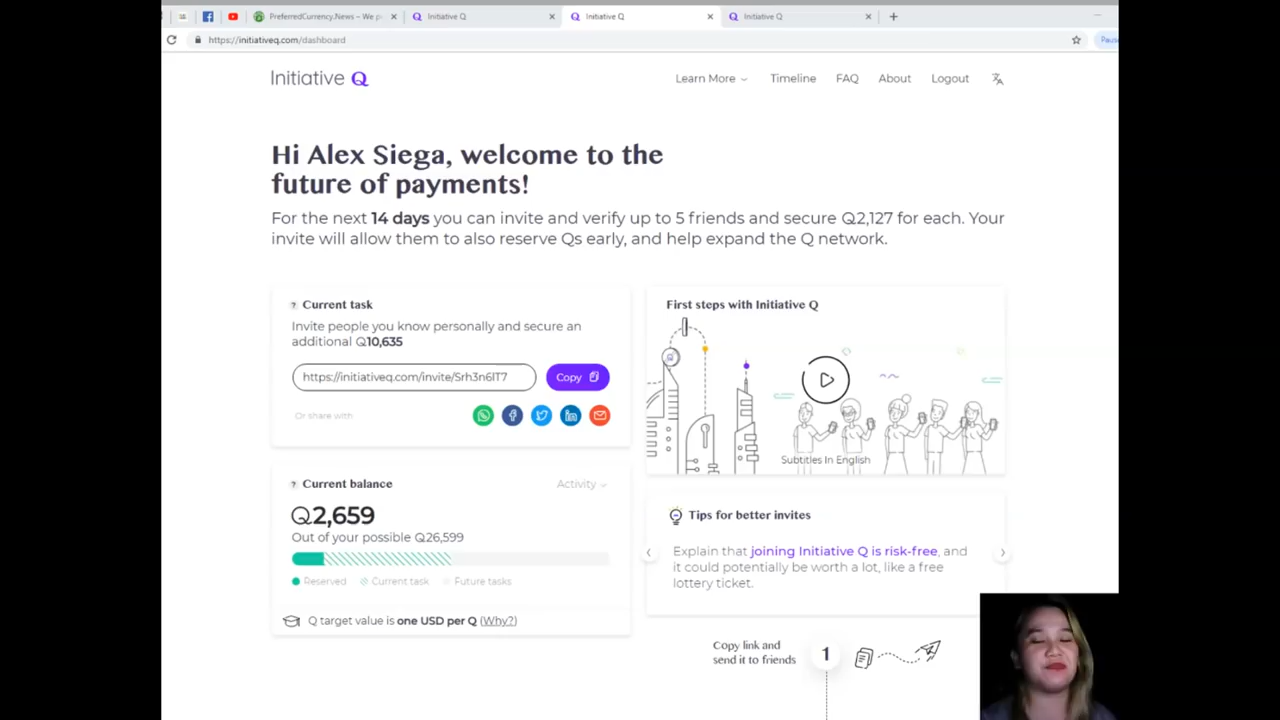 PreferredCurrency.News – We p
Initiative Q
Initiative Q
Initiative Q
https://initiativeq.com/dashboard
Initiative Q
Learn More
Timeline
FAQ
About
Logout
Hi Alex Siega, welcome to the
future of payments!
For the next 14 days you can invite and verify up to 5 friends and secure Q2,127 for each. Your
invite will allow them to also reserve Qs early, and help expand the Q network.
? Current task
Invite people you know personally and secure an
additional Q10,635
https://initiativeq.com/invite/Srh3n6lT7
Copy
Or share with
First steps with Initiative Q
Subtitles In English
? Current balance
Activity
Q2,659
Out of your possible Q26,599
Reserved
Current task
Future tasks
Q target value is one USD per Q (Why?)
Tips for better invites
Explain that joining Initiative Q is risk-free, and
it could potentially be worth a lot, like a free
lottery ticket.
Copy link and
send it to friends
1